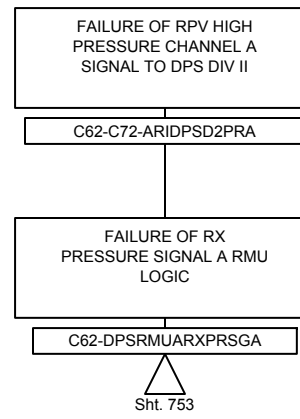 FAILURE OF RPV HIGH
PRESSURE CHANNEL A
SIGNAL TO DPS DIV II
C62-C72-ARIDPSD2PRA
FAILURE OF RX
PRESSURE SIGNAL A RMU
LOGIC
C62-DPSRMUARXPRSGA
Sht. 753